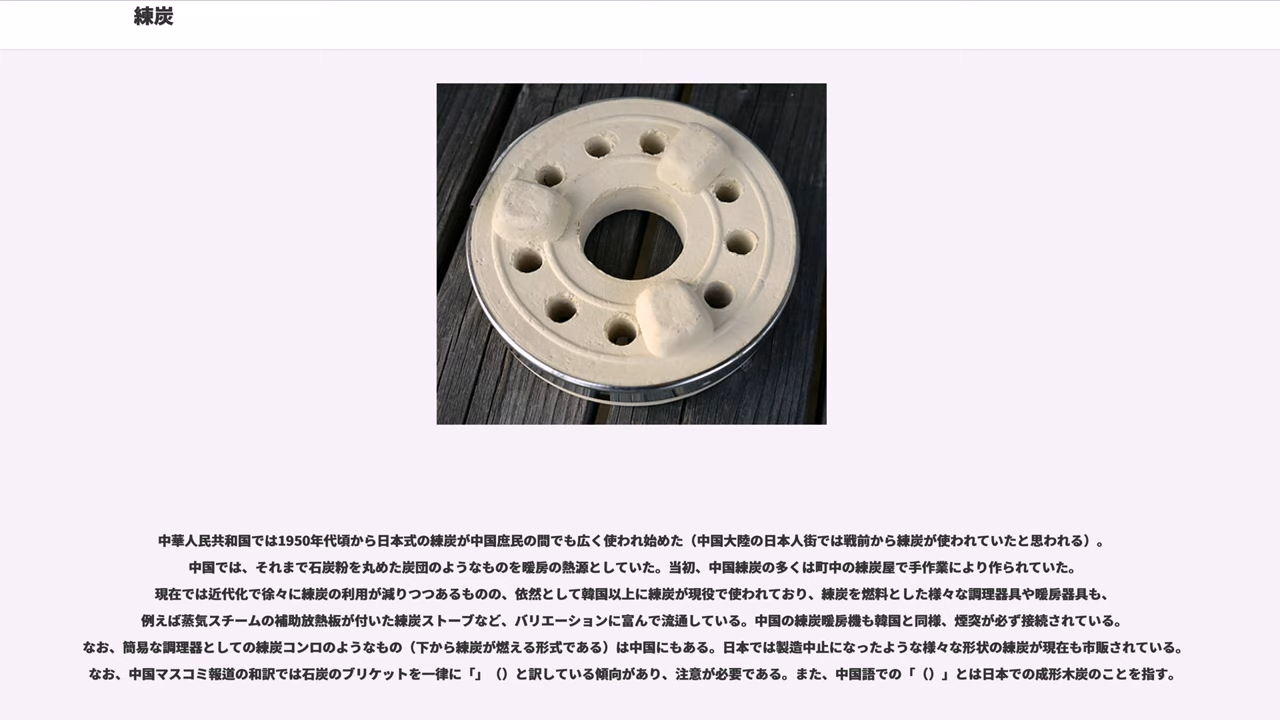 練炭
中華人民共和国では1950年代頃から日本式の練炭が中国庶民の間でも広く使われ始めた（中国大陸の日本人街では戦前から練炭が使われていたと思われる）。
中国では、それまで石炭粉を丸めた炭団のようなものを暖房の熱源としていた。当初、中国練炭の多くは町中の練炭屋で手作業により作られていた。
現在では近代化で徐々に練炭の利用が減りつつあるものの、依然として韓国以上に練炭が現役で使われており、練炭を燃料とした様々な調理器具や暖房器具も、
例えば蒸気スチームの補助放熱板が付いた練炭ストーブなど、バリエーションに富んで流通している。中国の練炭暖房機も韓国と同様、煙突が必ず接続されている。
なお、簡易な調理器としての練炭コンロのようなもの（下から練炭が燃える形式である）は中国にもある。日本では製造中止になったような様々な形状の練炭が現在も市販されている。
なお、中国マスコミ報道の和訳では石炭のブリケットを一律に「」（）と訳している傾向があり、注意が必要である。また、中国語での「（）」とは日本での成形木炭のことを指す。